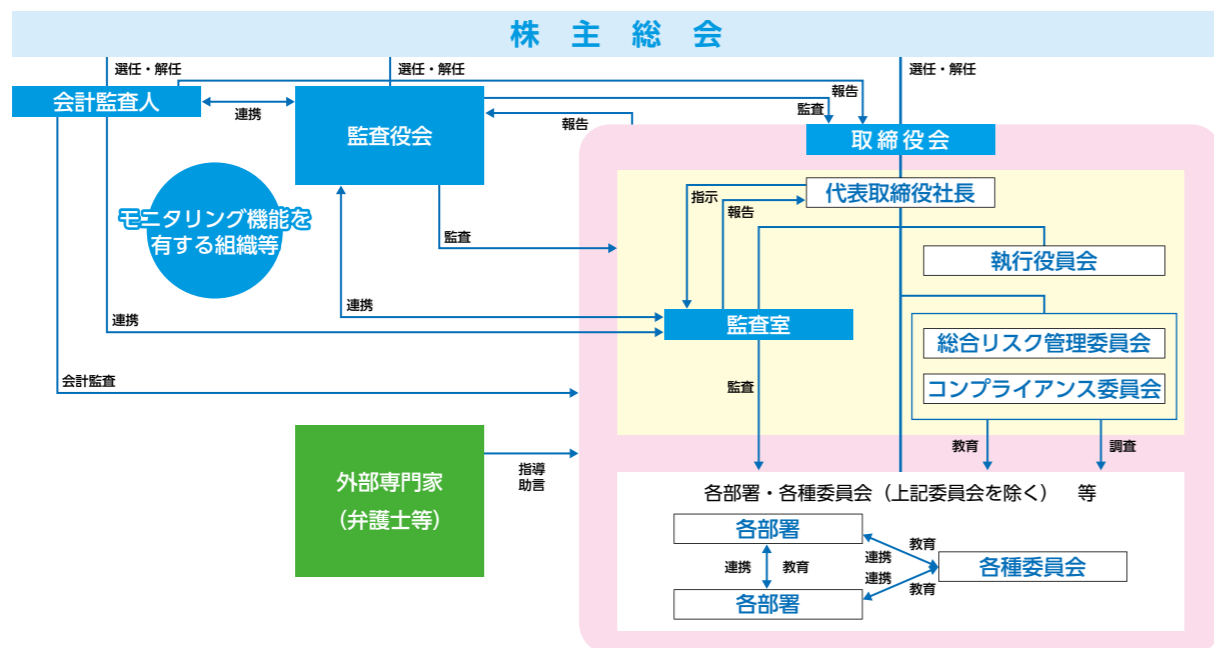 株主総会
選任・解任
選任・解任
選任・解任
会計監査人
連携
監査役会
報告
監査
報告
取締役会
モニタリング機能を
有する組織等
監査
指示
報告
代表取締役社長
執行役員会
連携
連携
監査室
総合リスク管理委員会
コンプライアンス委員会
会計監査
監査
教育
調査
外部専門家
（弁護士等）
指導
助言
各部署・各種委員会（上記委員会を除く）　等
各部署
連携
教育
各部署
教育
連携
連携
教育
各種委員会